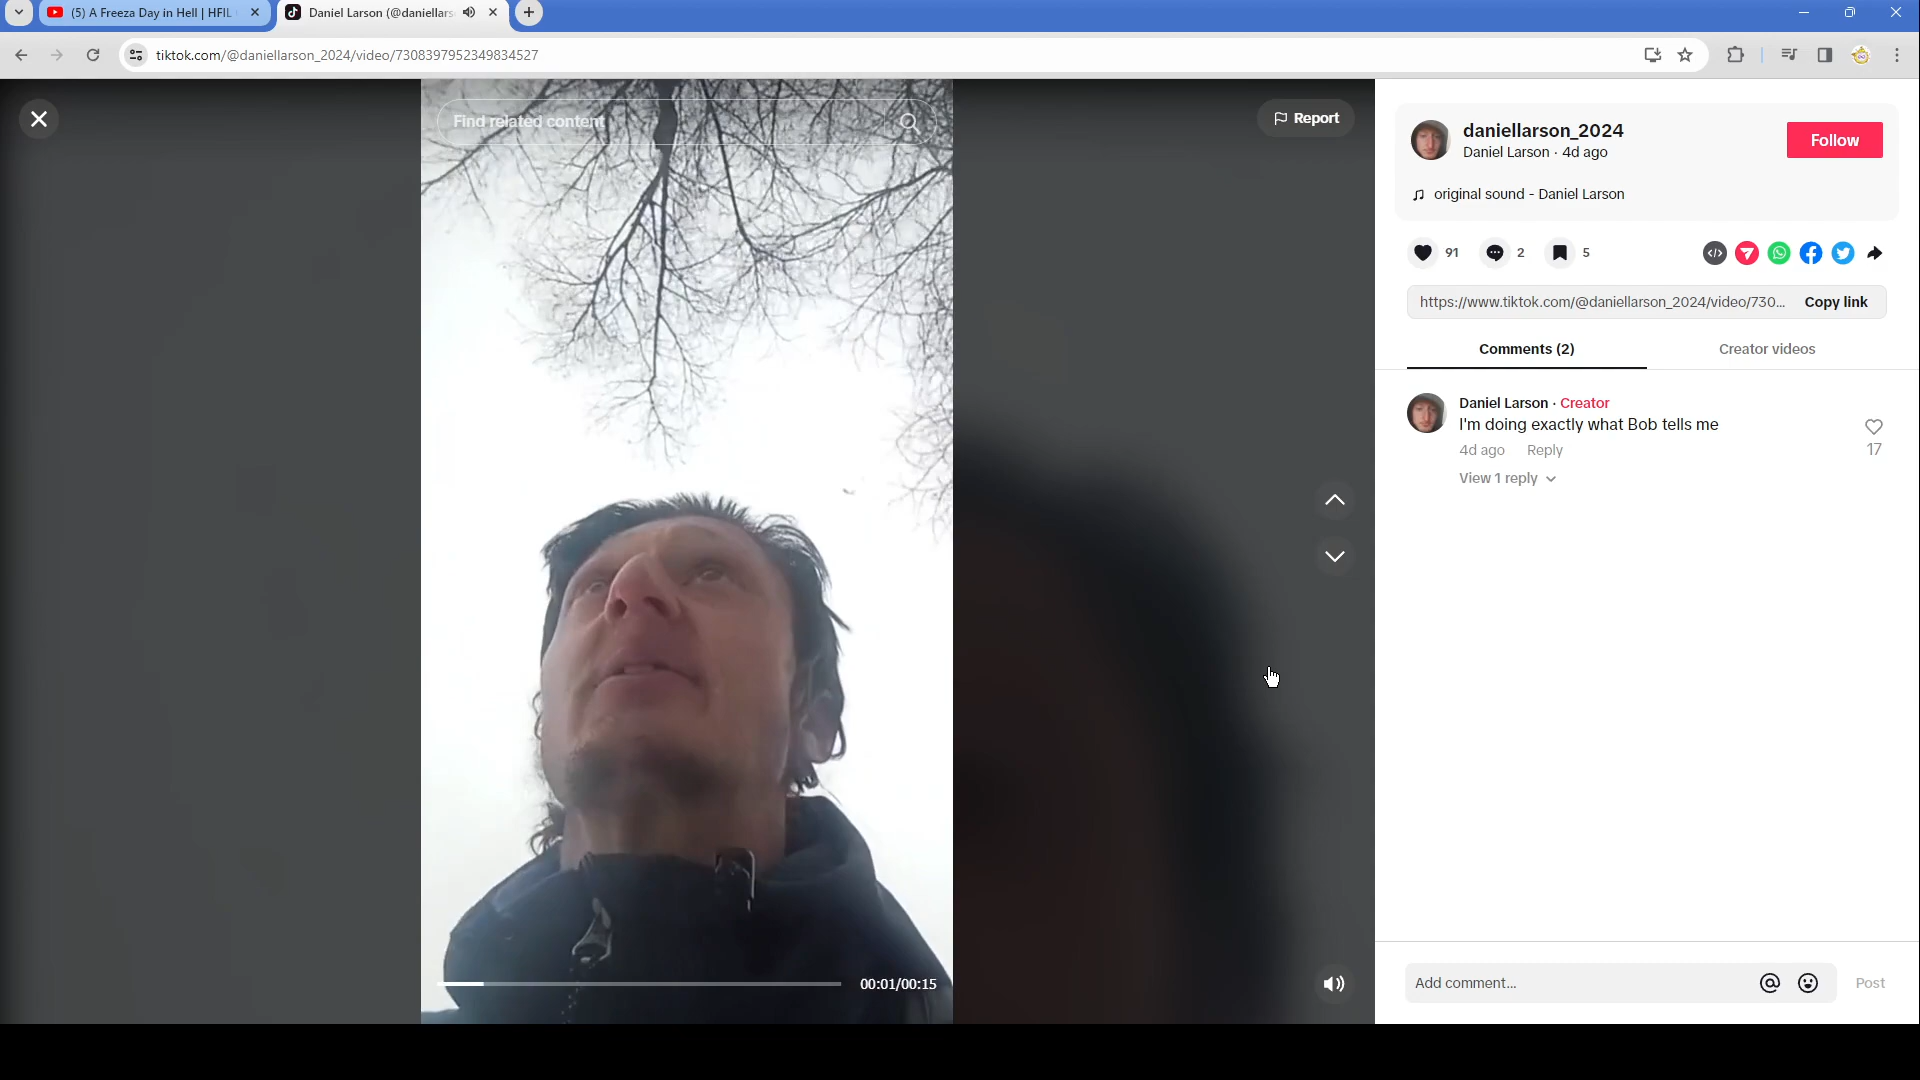 (5) A Freeza Day in Hell | HFIL
Daniel Larson (@daniellars
tiktok.com/@daniellarson_2024/video/7308397952349834527
Find related content
Report
daniellarson_2024
Daniel Larson · 4d ago
Follow
original sound - Daniel Larson
91
2
5
https://www.tiktok.com/@daniellarson_2024/video/730...
Copy link
Comments (2)
Creator videos
Daniel Larson · Creator
I'm doing exactly what Bob tells me
4d ago Reply
17
View 1 reply
00:01/00:15
Add comment...
Post